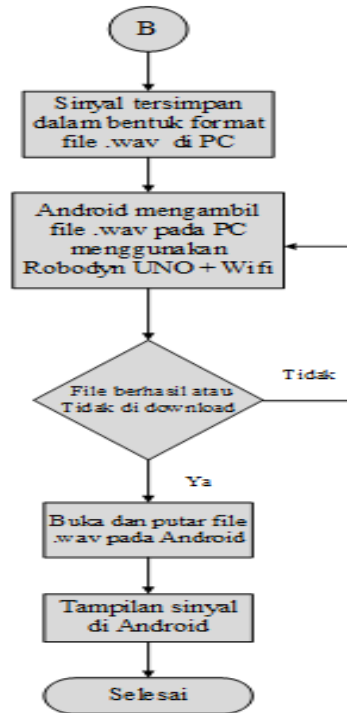 B
Sinyal tersimpan
dalam bentuk format
file .wav di PC
Android mengambil
file .wav pada PC
menggunakan
Robodyn UNO + Wifi
File berhasil atau
Tidak di download
Tidak
Ya
Buka dan putar file
.wav pada Android
Tampilan sinyal
di Android
Selesai